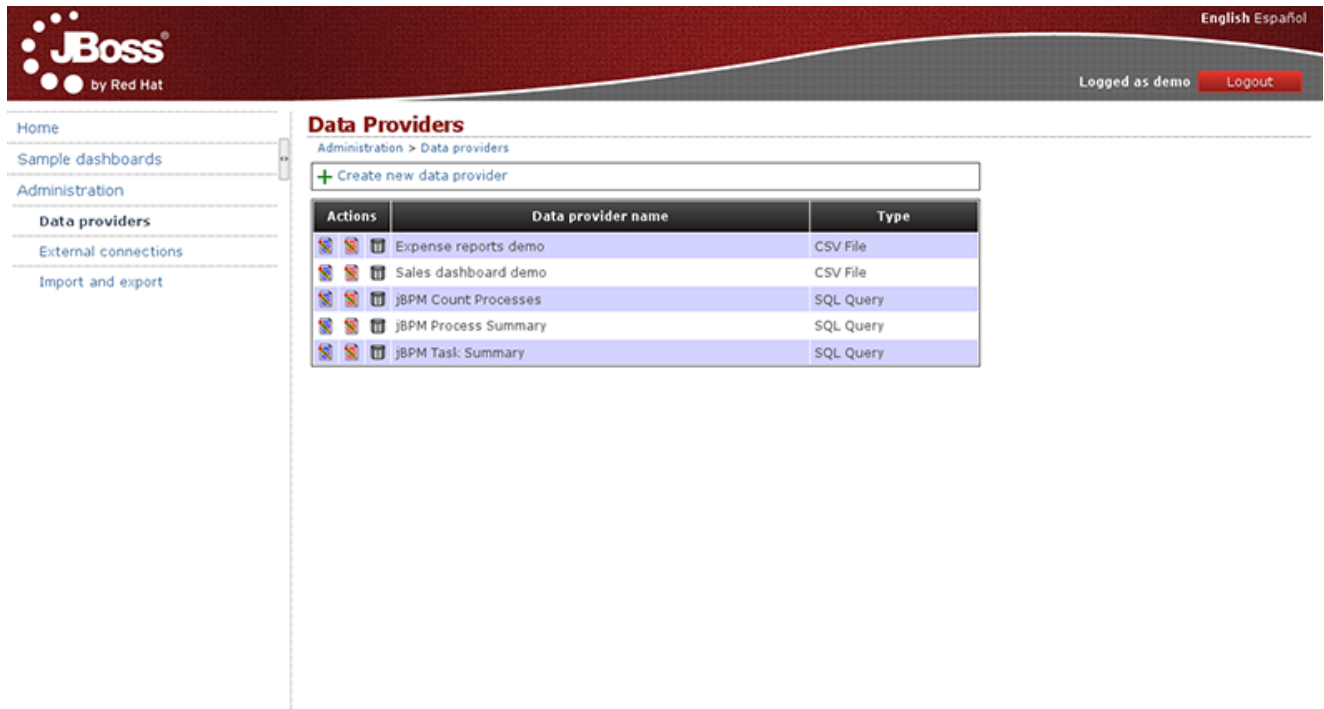 English Español
JBoss®
by Red Hat
Logged as demo Logout
Home
Sample dashboards
Administration
Data providers
External connections
Import and export
Data Providers
Administration > Data providers
Create new data provider
Actions Data provider name Type
Expense reports demo CSV File
Sales dashboard demo CSV File
jBPM Count Processes SQL Query
jBPM Process Summary SQL Query
jBPM Task Summary SQL Query